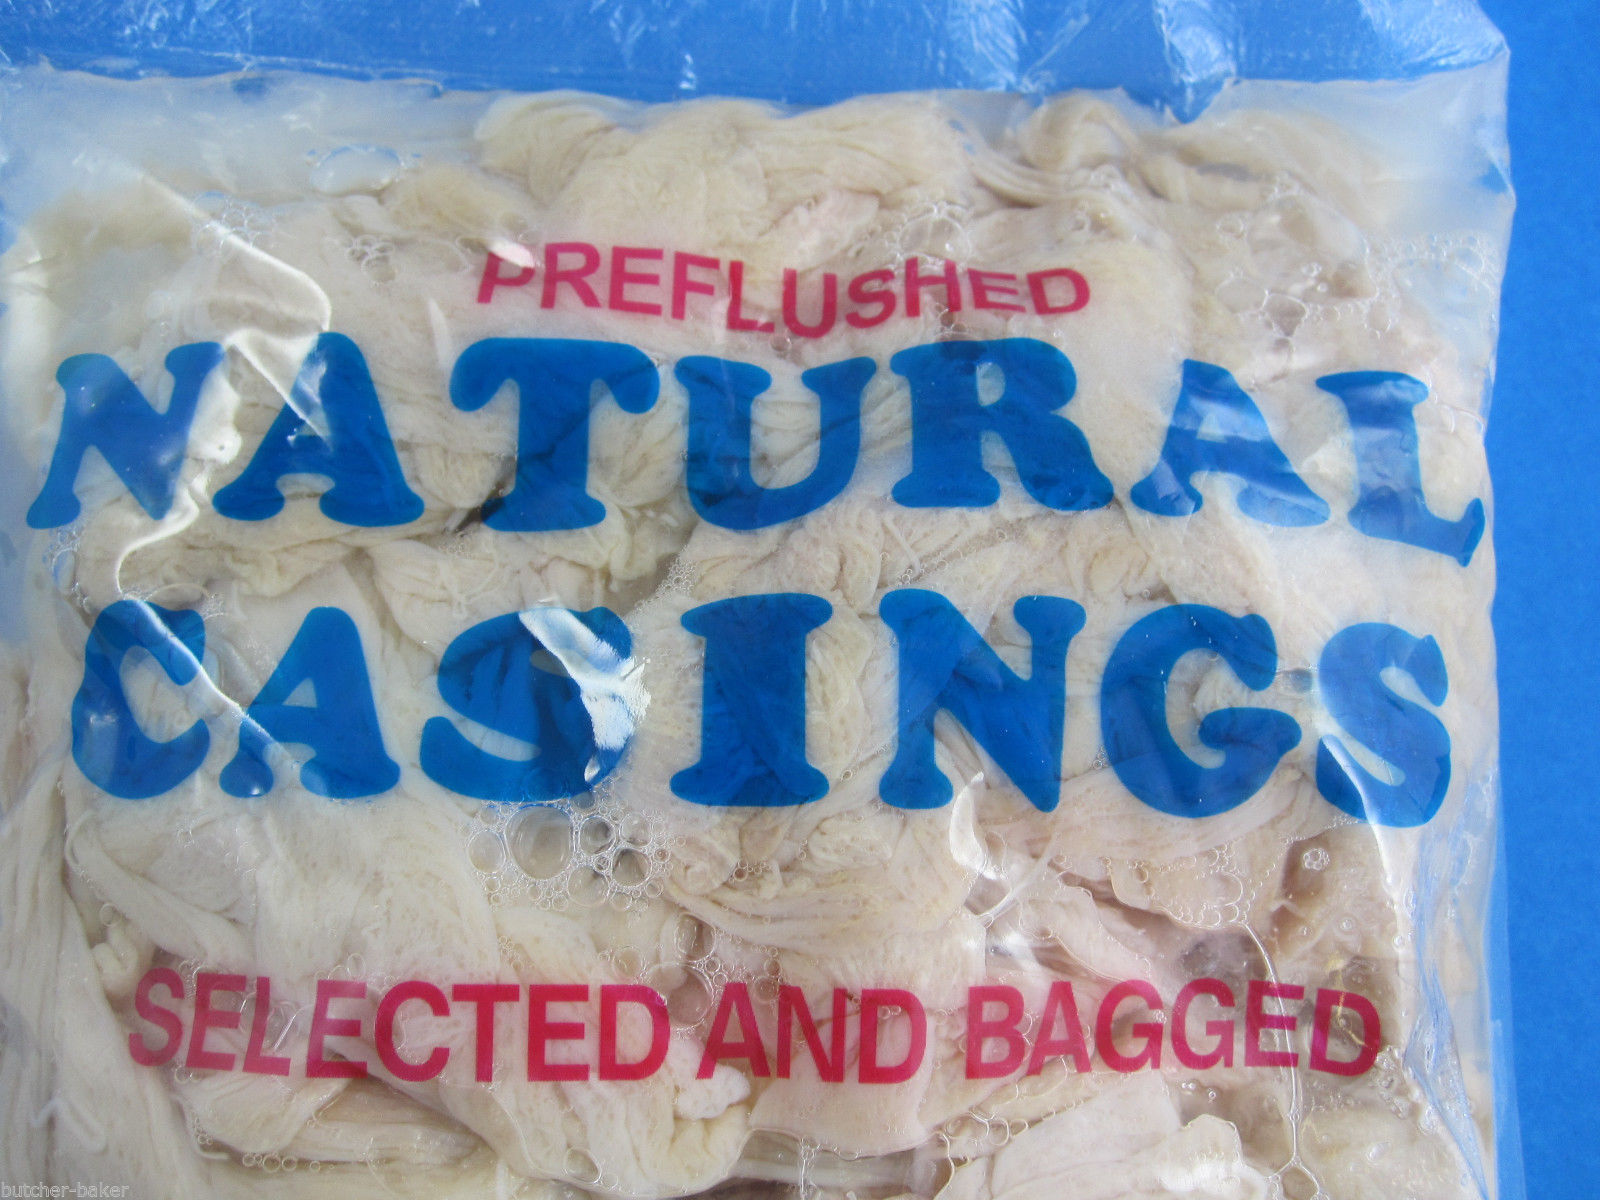 PREFLUSHED
NATURAL
CASINGS
SELECTED AND BAGGED
butcher-baker